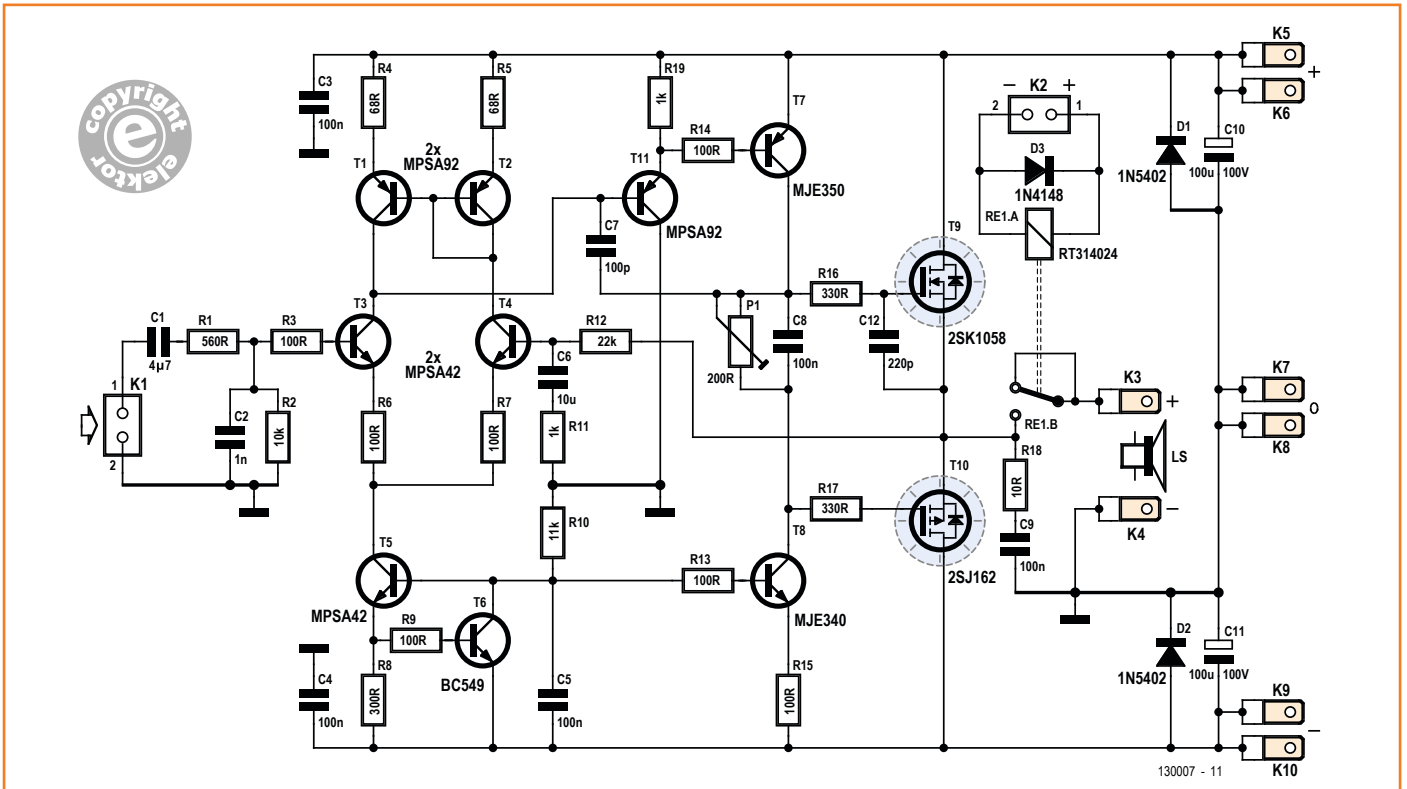 copyright e elektor
C3
100n
R4
68R
R5
68R
R19
1k
T7
R14
100R
MJE350
T1
2x
MPSA92
T2
T11
MPSA92
C7
100p
− K2 +
2 1
D3
1N4148
RE1.A
RT314024
D1
1N5402
C10
100u 100V
K5
+
K6
T9
R16
330R
C12
220p
2SK1058
P1
200R
C8
100n
C1
4µ7
R1
560R
R3
100R
T3
T4
2x
MPSA42
R12
22k
C6
10u
K1
1
2
C2
1n
R2
10k
R6
100R
R7
100R
R11
1k
K3
+
RE1.B
LS
K4
−
K7
0
K8
R18
10R
C9
100n
T10
R17
330R
2SJ162
R10
11k
T5
MPSA42
T6
R9
100R
BC549
R8
300R
R13
100R
T8
MJE340
R15
100R
C4
100n
C5
100n
D2
1N5402
C11
100u 100V
K9
−
K10
130007 - 11